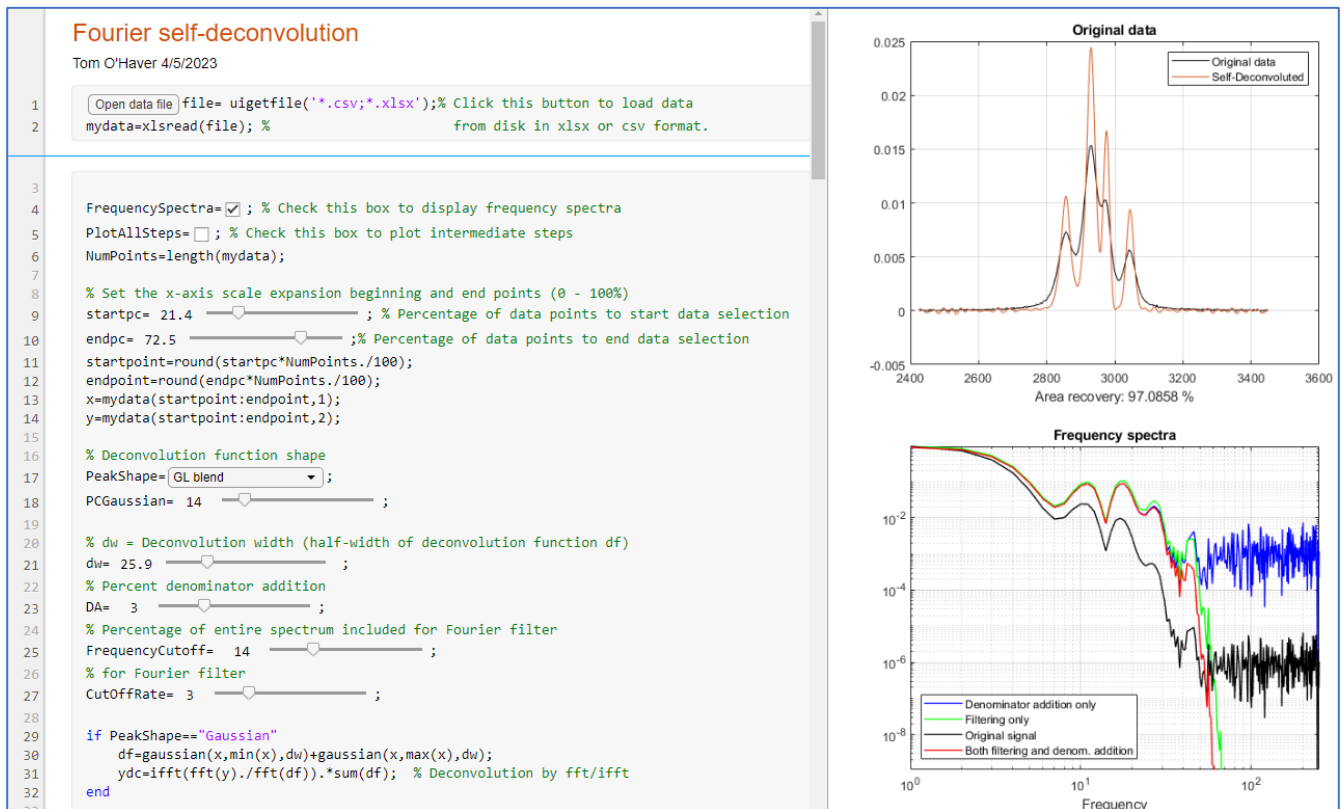 Fourier self-deconvolution
Tom O'Haver 4/5/2023
1 Open data file file= uigetfile('*.csv;*.xlsx');% Click this button to load data
2 mydata=xlsread(file); % from disk in xlsx or csv format.
3
4 FrequencySpectra= ; % Check this box to display frequency spectra
5 PlotAllSteps= ; % Check this box to plot intermediate steps
6 NumPoints=length(mydata);
7
8 % Set the x-axis scale expansion beginning and end points (0 - 100%)
9 startpc= 21.4 ; % Percentage of data points to start data selection
10 endpc= 72.5 ;% Percentage of data points to end data selection
11 startpoint=round(startpc*NumPoints./100);
12 endpoint=round(endpc*NumPoints./100);
13 x=mydata(startpoint:endpoint,1);
14 y=mydata(startpoint:endpoint,2);
15
16 % Deconvolution function shape
17 PeakShape= GL blend ;
18 PCGaussian= 14 ;
19
20 % dw = Deconvolution width (half-width of deconvolution function df)
21 dw= 25.9 ;
22 % Percent denominator addition
23 DA= 3 ;
24 % Percentage of entire spectrum included for Fourier filter
25 FrequencyCutoff= 14 ;
26 % for Fourier filter
27 CutOffRate= 3 ;
28
29 if PeakShape=="Gaussian"
30 df=gaussian(x,min(x),dw)+gaussian(x,max(x),dw);
31 ydc=ifft(fft(y)./fft(df)).*sum(df); % Deconvolution by fft/ifft
32 end
Original data
Original data
Self-Deconvoluted
0.025
0.02
0.015
0.01
0.005
0
-0.005
2400 2600 2800 3000 3200 3400 3600
Area recovery: 97.0858 %
Frequency spectra
10^-2
10^-4
10^-6
10^-8
Denominator addition only
Filtering only
Original signal
Both filtering and denom. addition
10^0 10^1 10^2
Frequency